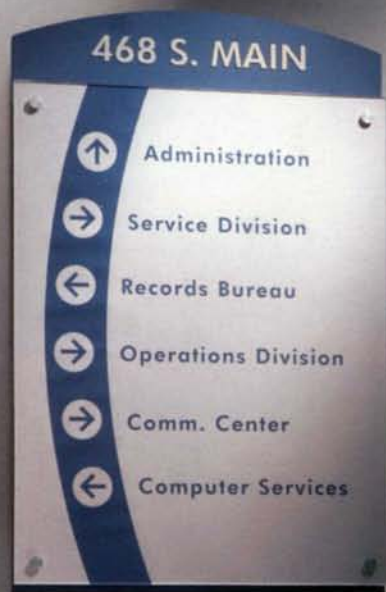 468 S. MAIN
Administration
Service Division
Records Bureau
Operations Division
Comm. Center
Computer Services